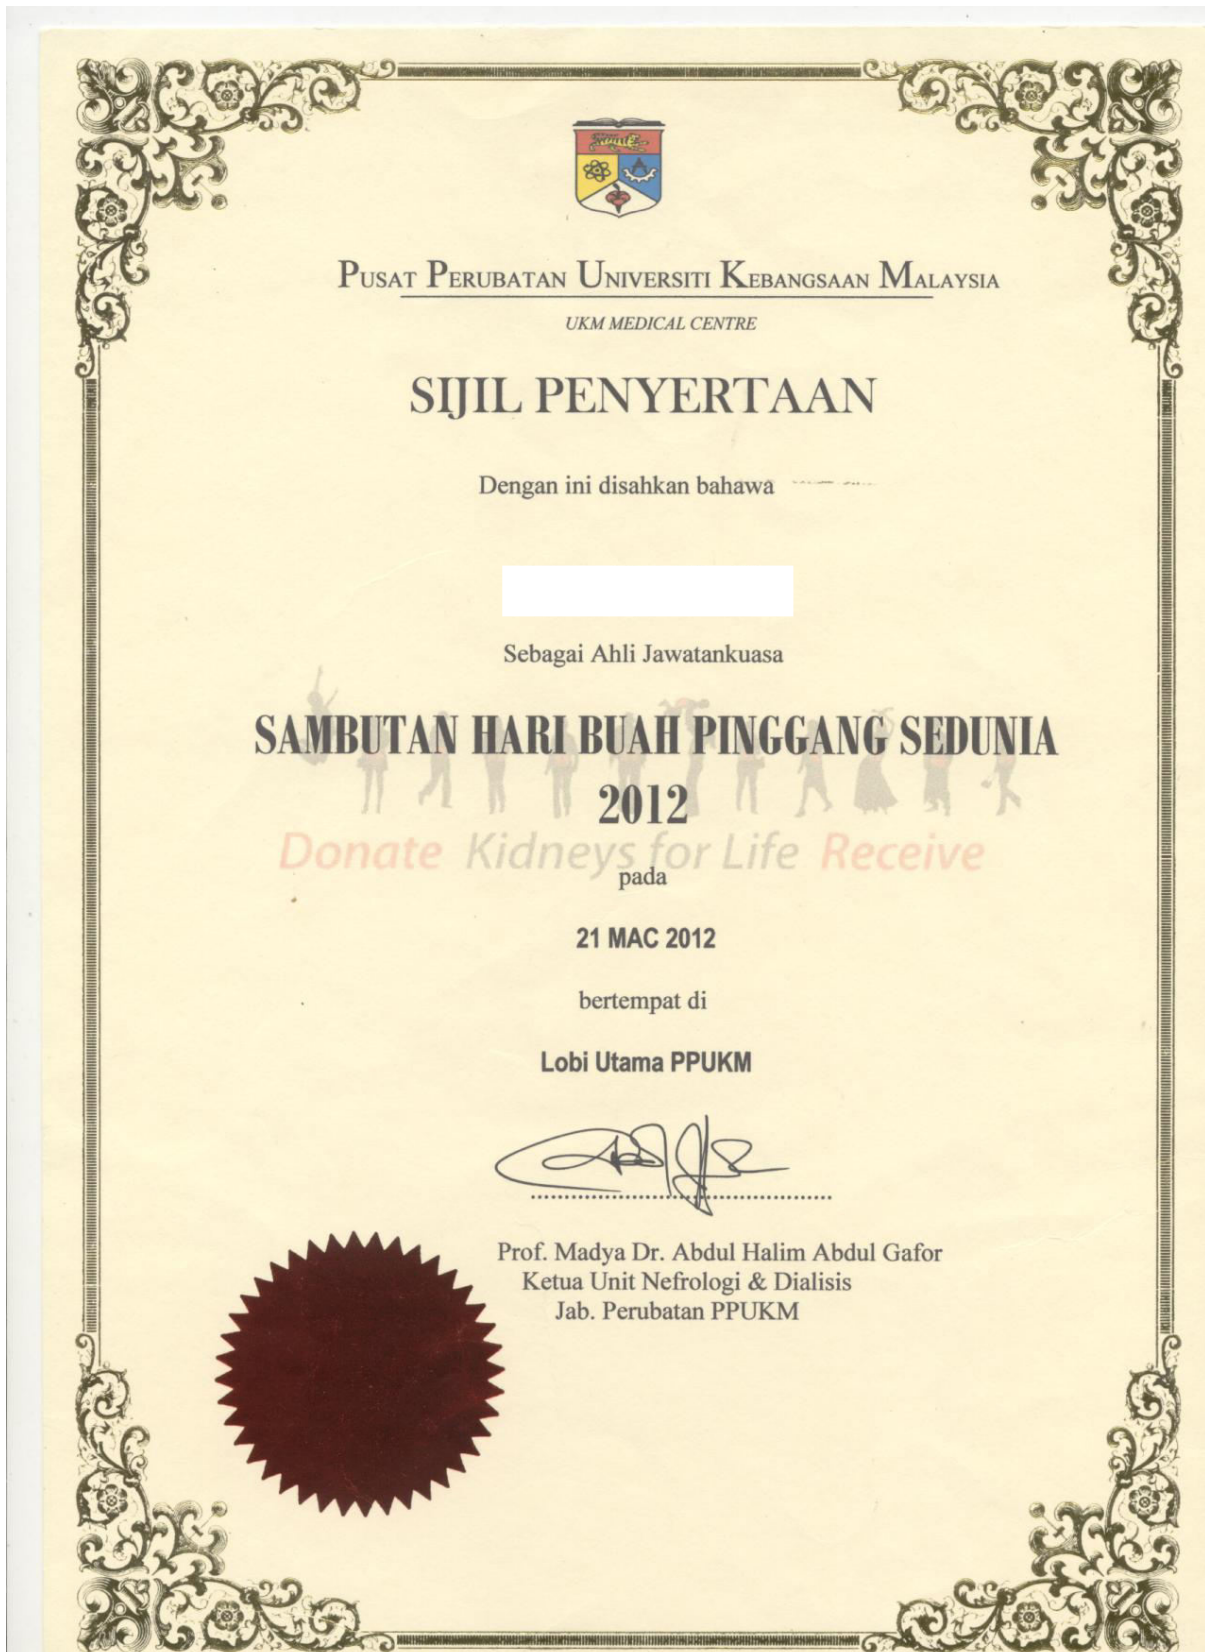 PUSAT PERUBATAN UNIVERSITI KEBANGSAAN MALAYSIA
UKM MEDICAL CENTRE
SIJIL PENYERTAAN
Dengan ini disahkan bahawa
Sebagai Ahli Jawatankuasa
SAMBUTAN HARI BUAH PINGGANG SEDUNIA
2012
Donate Kidneys for Life Receive
pada
21 MAC 2012
bertempat di
Lobi Utama PPUKM
Prof. Madya Dr. Abdul Halim Abdul Gafor
Ketua Unit Nefrologi & Dialisis
Jab. Perubatan PPUKM